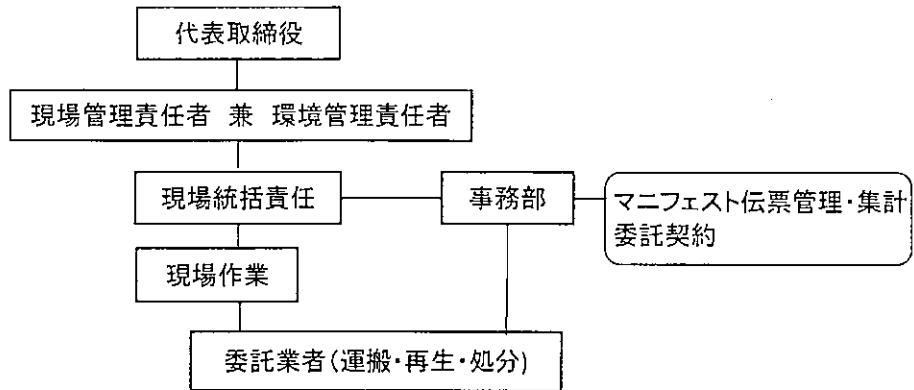 代表取締役
現場管理責任者 兼 環境管理責任者
現場統括責任
事務部
マニフェスト伝票管理・集計
委託契約
現場作業
委託業者(運搬・再生・処分)